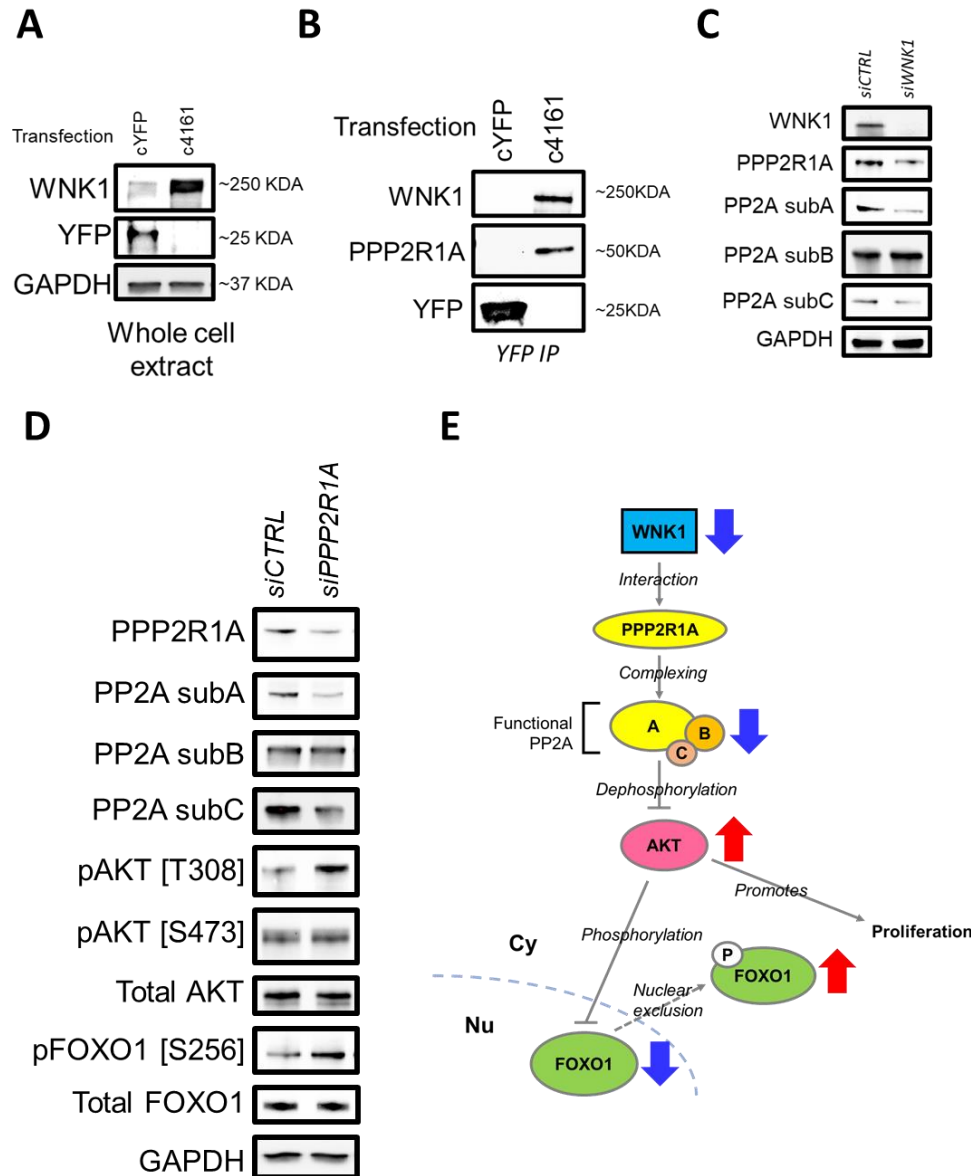 A
Transfection cYFP c4161
WNK1 ~250 KDA
YFP ~25 KDA
GAPDH ~37 KDA
Whole cell
extract
B
Transfection cYFP c4161
WNK1 ~250KDA
PPP2R1A ~50KDA
YFP ~25KDA
YFP IP
C
siCTRL siWNK1
WNK1
PPP2R1A
PP2A subA
PP2A subB
PP2A subC
GAPDH
D
siCTRL siPPP2R1A
PPP2R1A
PP2A subA
PP2A subB
PP2A subC
pAKT [T308]
pAKT [S473]
Total AKT
pFOXO1 [S256]
Total FOXO1
GAPDH
E
WNK1
Interaction
PPP2R1A
Complexing
Functional
PP2A
A
B
C
Dephosphorylation
AKT
Promotes
Proliferation
Phosphorylation
Cy
P
FOXO1
Nuclear
exclusion
Nu
FOXO1